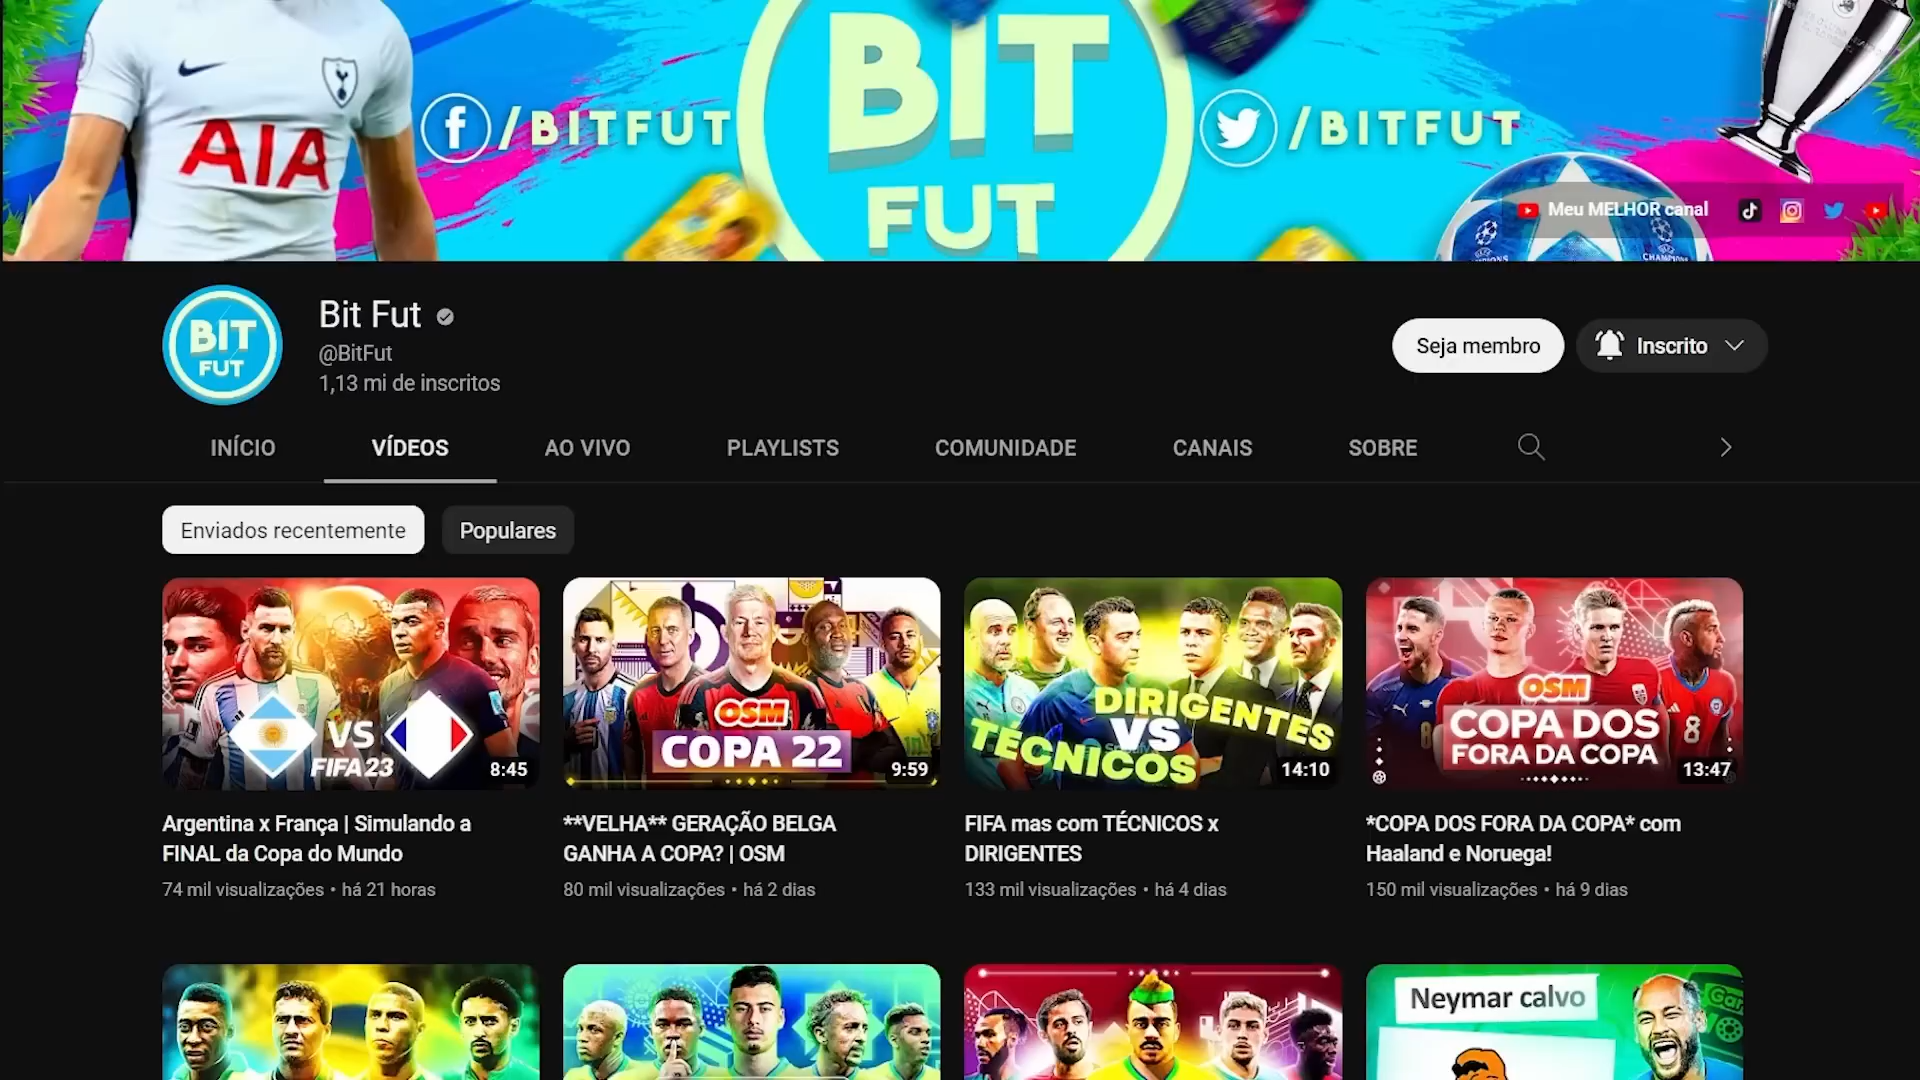 AIA
/BITFUT
BIT
FUT
/BITFUT
Meu MELHOR canal
BIT
FUT
Bit Fut
@BitFut
1,13 mi de inscritos
Seja membro
Inscrito
INÍCIO
VÍDEOS
AO VIVO
PLAYLISTS
COMUNIDADE
CANAIS
SOBRE
Enviados recentemente
Populares
VS
FIFA23
8:45
OSM
COPA 22
9:59
DIRIGENTES
VS
TÉCNICOS
14:10
OSM
COPA DOS
FORA DA COPA
8
13:47
Argentina x França | Simulando a
FINAL da Copa do Mundo
74 mil visualizações • há 21 horas
**VELHA** GERAÇÃO BELGA
GANHA A COPA? | OSM
80 mil visualizações • há 2 dias
FIFA mas com TÉCNICOS x
DIRIGENTES
133 mil visualizações • há 4 dias
*COPA DOS FORA DA COPA* com
Haaland e Noruega!
150 mil visualizações • há 9 dias
Neymar calvo